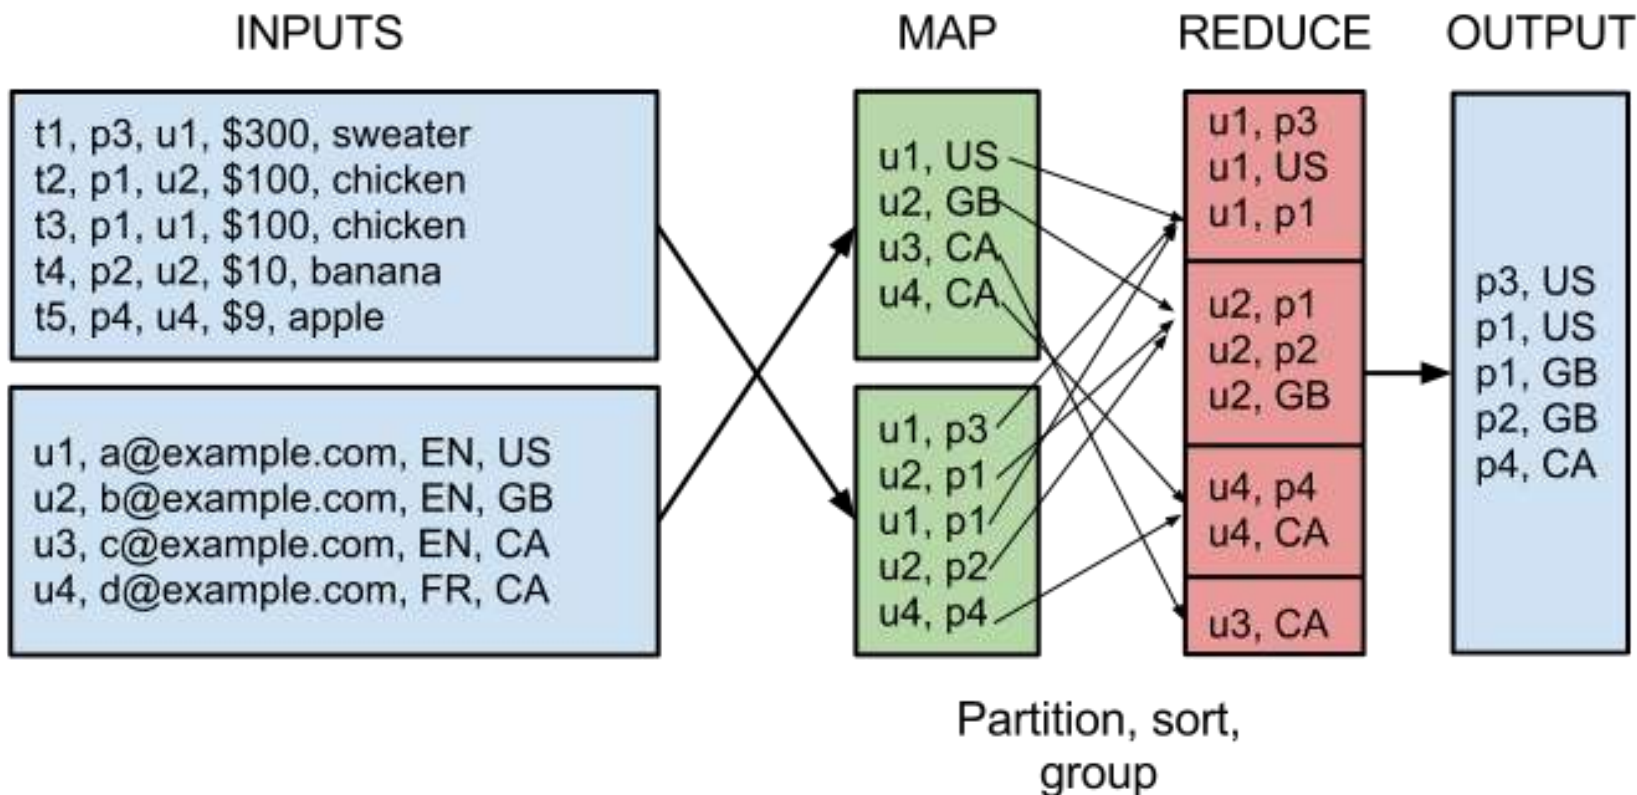 INPUTS
MAP
REDUCE
OUTPUT
t1, p3, u1, $300, sweater
t2, p1, u2, $100, chicken
t3, p1, u1, $100, chicken
t4, p2, u2, $10, banana
t5, p4, u4, $9, apple
u1, a@example.com, EN, US
u2, b@example.com, EN, GB
u3, c@example.com, EN, CA
u4, d@example.com, FR, CA
u1, US
u2, GB
u3, CA
u4, CA
u1, p3
u2, p1
u1, p1
u2, p2
u4, p4
u1, p3
u1, US
u1, p1
u2, p1
u2, p2
u2, GB
u4, p4
u4, CA
u3, CA
p3, US
p1, US
p1, GB
p2, GB
p4, CA
Partition, sort,
group